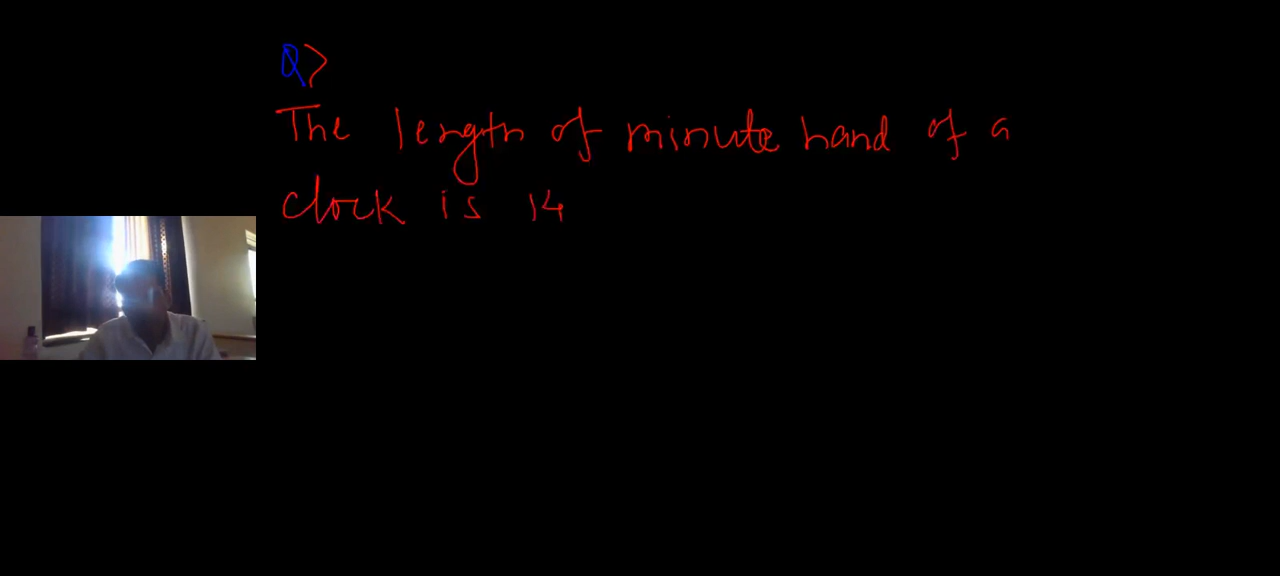 Q>
The length of minute hand of a
clock is 14